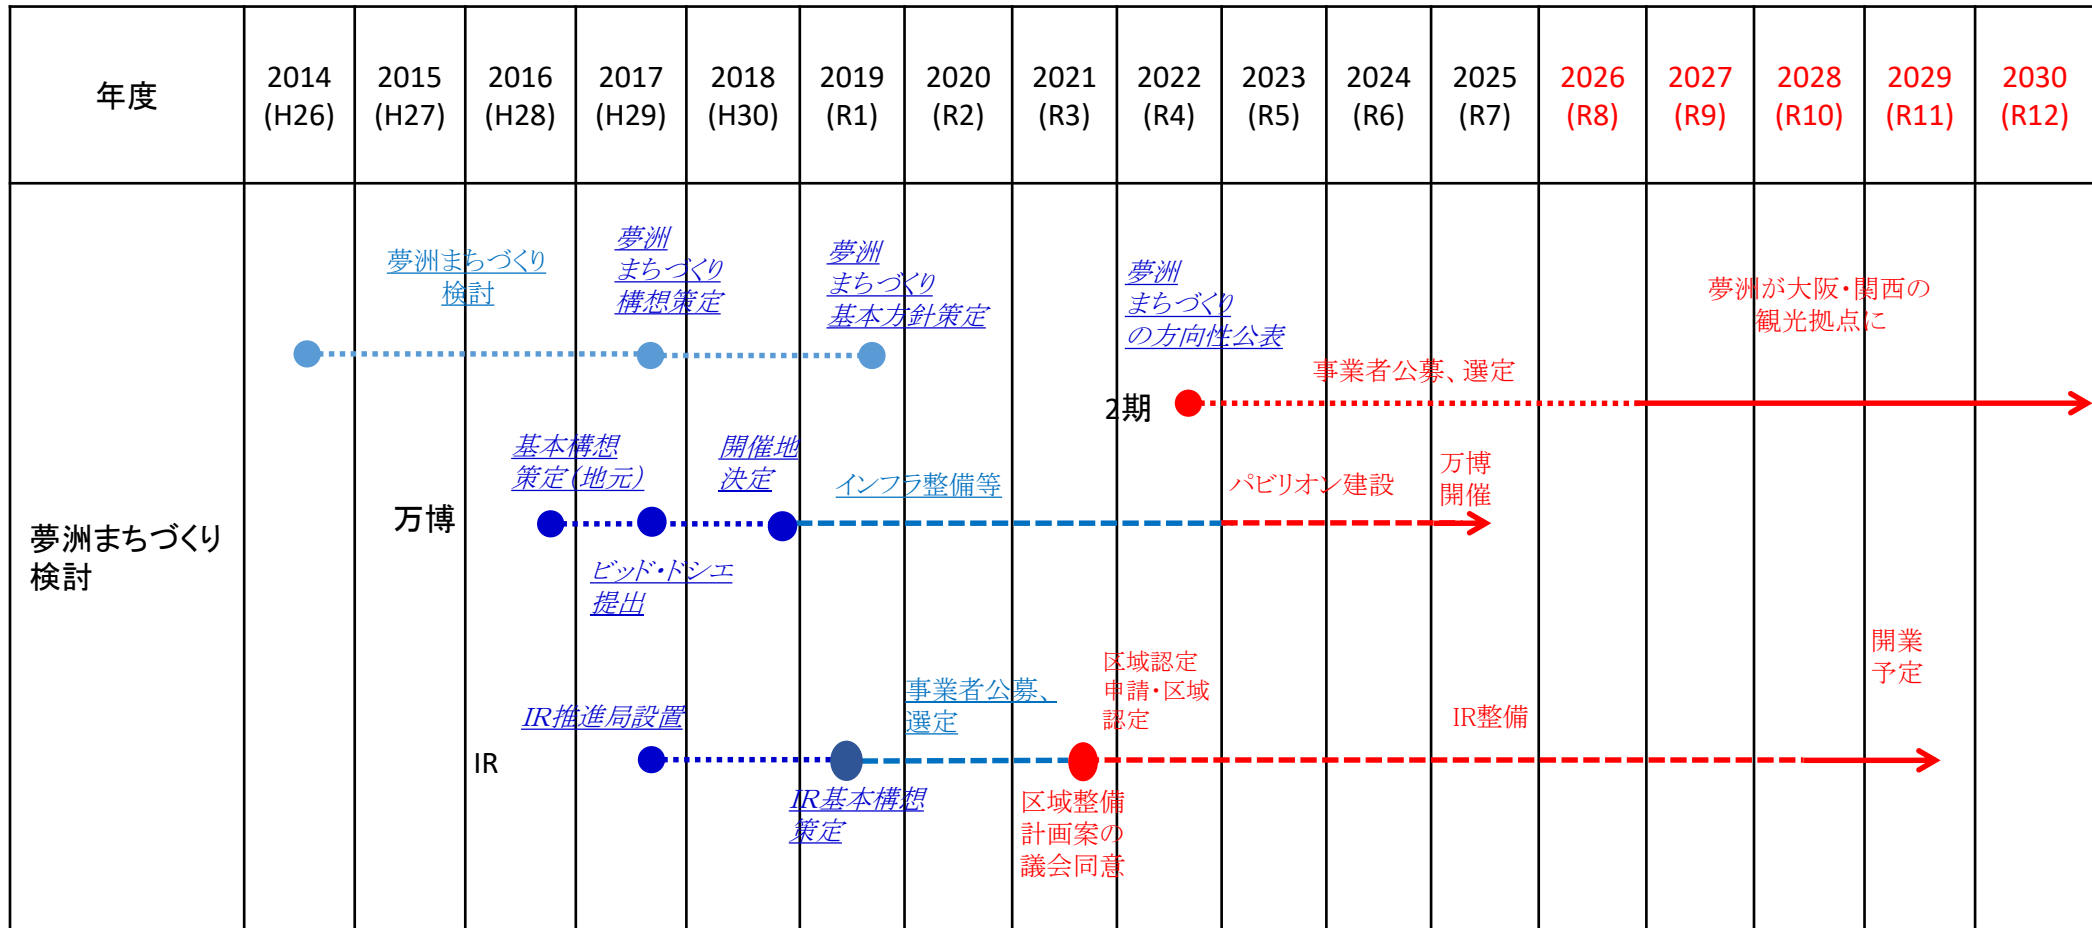 年度
2014
(H26)
2015
(H27)
2016
(H28)
2017
(H29)
2018
(H30)
2019
(R1)
2020
(R2)
2021
(R3)
2022
(R4)
2023
(R5)
2024
(R6)
2025
(R7)
2026
(R8)
2027
(R9)
2028
(R10)
2029
(R11)
2030
(R12)
夢洲まちづくり
検討
夢洲まちづくり
検討
夢洲
まちづくり
構想策定
夢洲
まちづくり
基本方針策定
夢洲
まちづくり
の方向性公表
夢洲が大阪・関西の
観光拠点に
2期
事業者公募、選定
万博
基本構想
策定(地元)
ビッド・ドシエ
提出
開催地
決定
インフラ整備等
パビリオン建設
万博
開催
IR
IR推進局設置
IR基本構想
策定
事業者公募、
選定
区域認定
申請・区域
認定
区域整備
計画案の
議会同意
IR整備
開業
予定